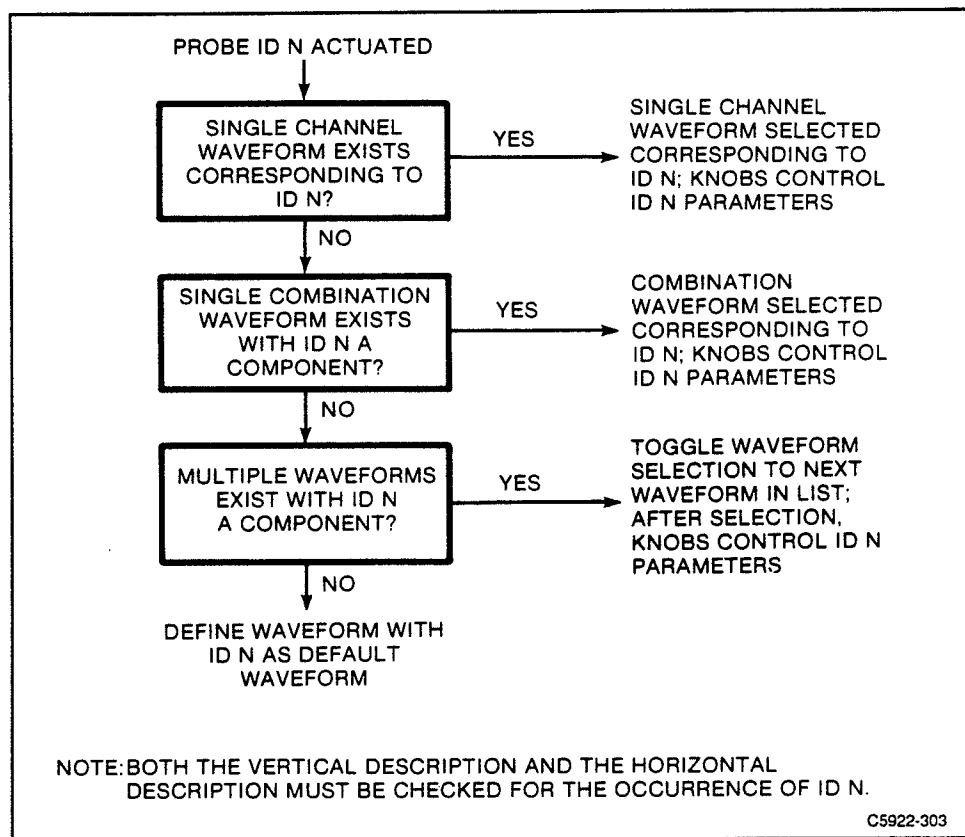 PROBE ID N ACTUATED
SINGLE CHANNEL
WAVEFORM EXISTS
CORRESPONDING TO
ID N?
YES
SINGLE CHANNEL
WAVEFORM SELECTED
CORRESPONDING TO
ID N; KNOBS CONTROL
ID N PARAMETERS
NO
SINGLE COMBINATION
WAVEFORM EXISTS
WITH ID N A
COMPONENT?
YES
COMBINATION
WAVEFORM SELECTED
CORRESPONDING TO
ID N; KNOBS CONTROL
ID N PARAMETERS
NO
MULTIPLE WAVEFORMS
EXIST WITH ID N
A COMPONENT?
YES
TOGGLE WAVEFORM
SELECTION TO NEXT
WAVEFORM IN LIST;
AFTER SELECTION,
KNOBS CONTROL ID N
PARAMETERS
NO
DEFINE WAVEFORM WITH
ID N AS DEFAULT
WAVEFORM
NOTE: BOTH THE VERTICAL DESCRIPTION AND THE HORIZONTAL
DESCRIPTION MUST BE CHECKED FOR THE OCCURRENCE OF ID N.
C5922-303